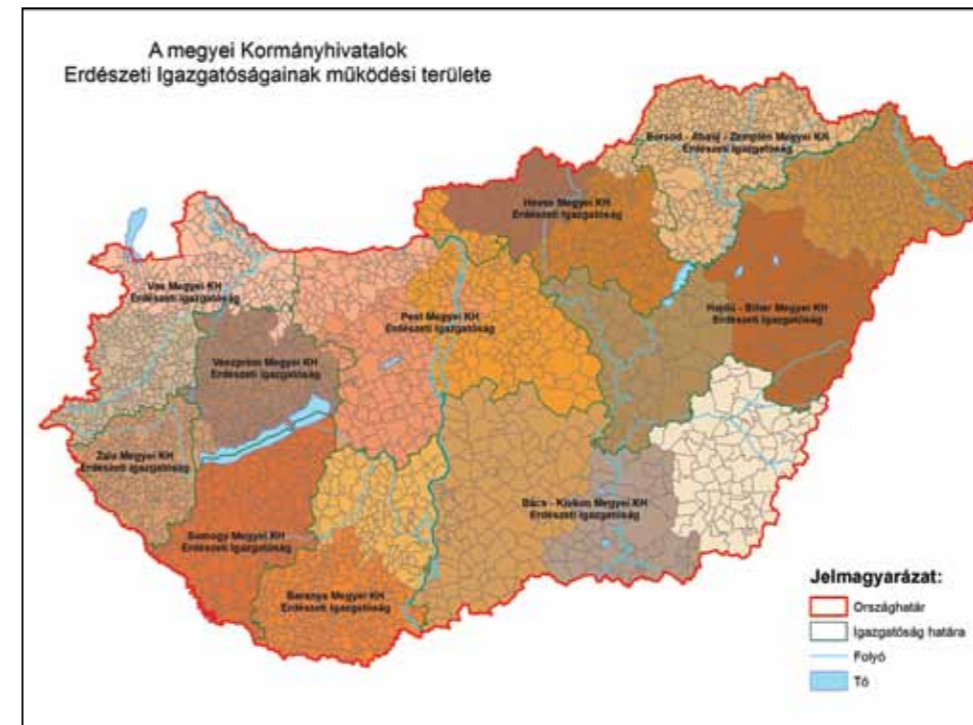 A megyei Kormányhivatalok
Erdészeti Igazgatóságainak működési területe
Borsod - Abaúj - Zemplén Megyei KH
Erdészeti Igazgatóság
Heves Megyei KH
Erdészeti Igazgatóság
Vas Megyei KH
Erdészeti Igazgatóság
Pest Megyei KH
Erdészeti Igazgatóság
Hajdú - Bihar Megyei KH
Erdészeti Igazgatóság
Veszprém Megyei KH
Erdészeti Igazgatóság
Zala Megyei KH
Erdészeti Igazgatóság
Bács - Kiskun Megyei KH
Erdészeti Igazgatóság
Somogy Megyei KH
Erdészeti Igazgatóság
Baranya Megyei KH
Erdészeti Igazgatóság
Jelmagyarázat:
Országhatár
Igazgatóság határa
Folyó
Tó